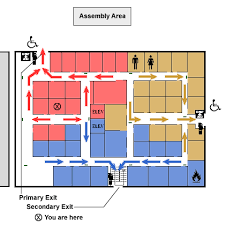 Assembly Area
ELEV
ELEV
Primary Exit
Secondary Exit
You are here